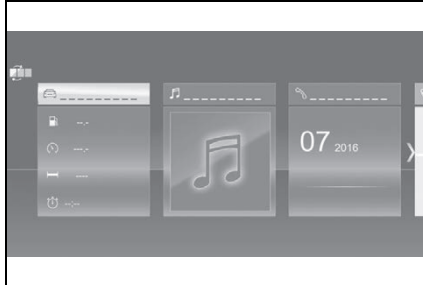 _ _ _ _ _ _ _ _ _
_ _ _ _ _ _ _ _ _
_ _ _ _ _ _ _ _ _
--.-
---.-
----
--:--
07 2016